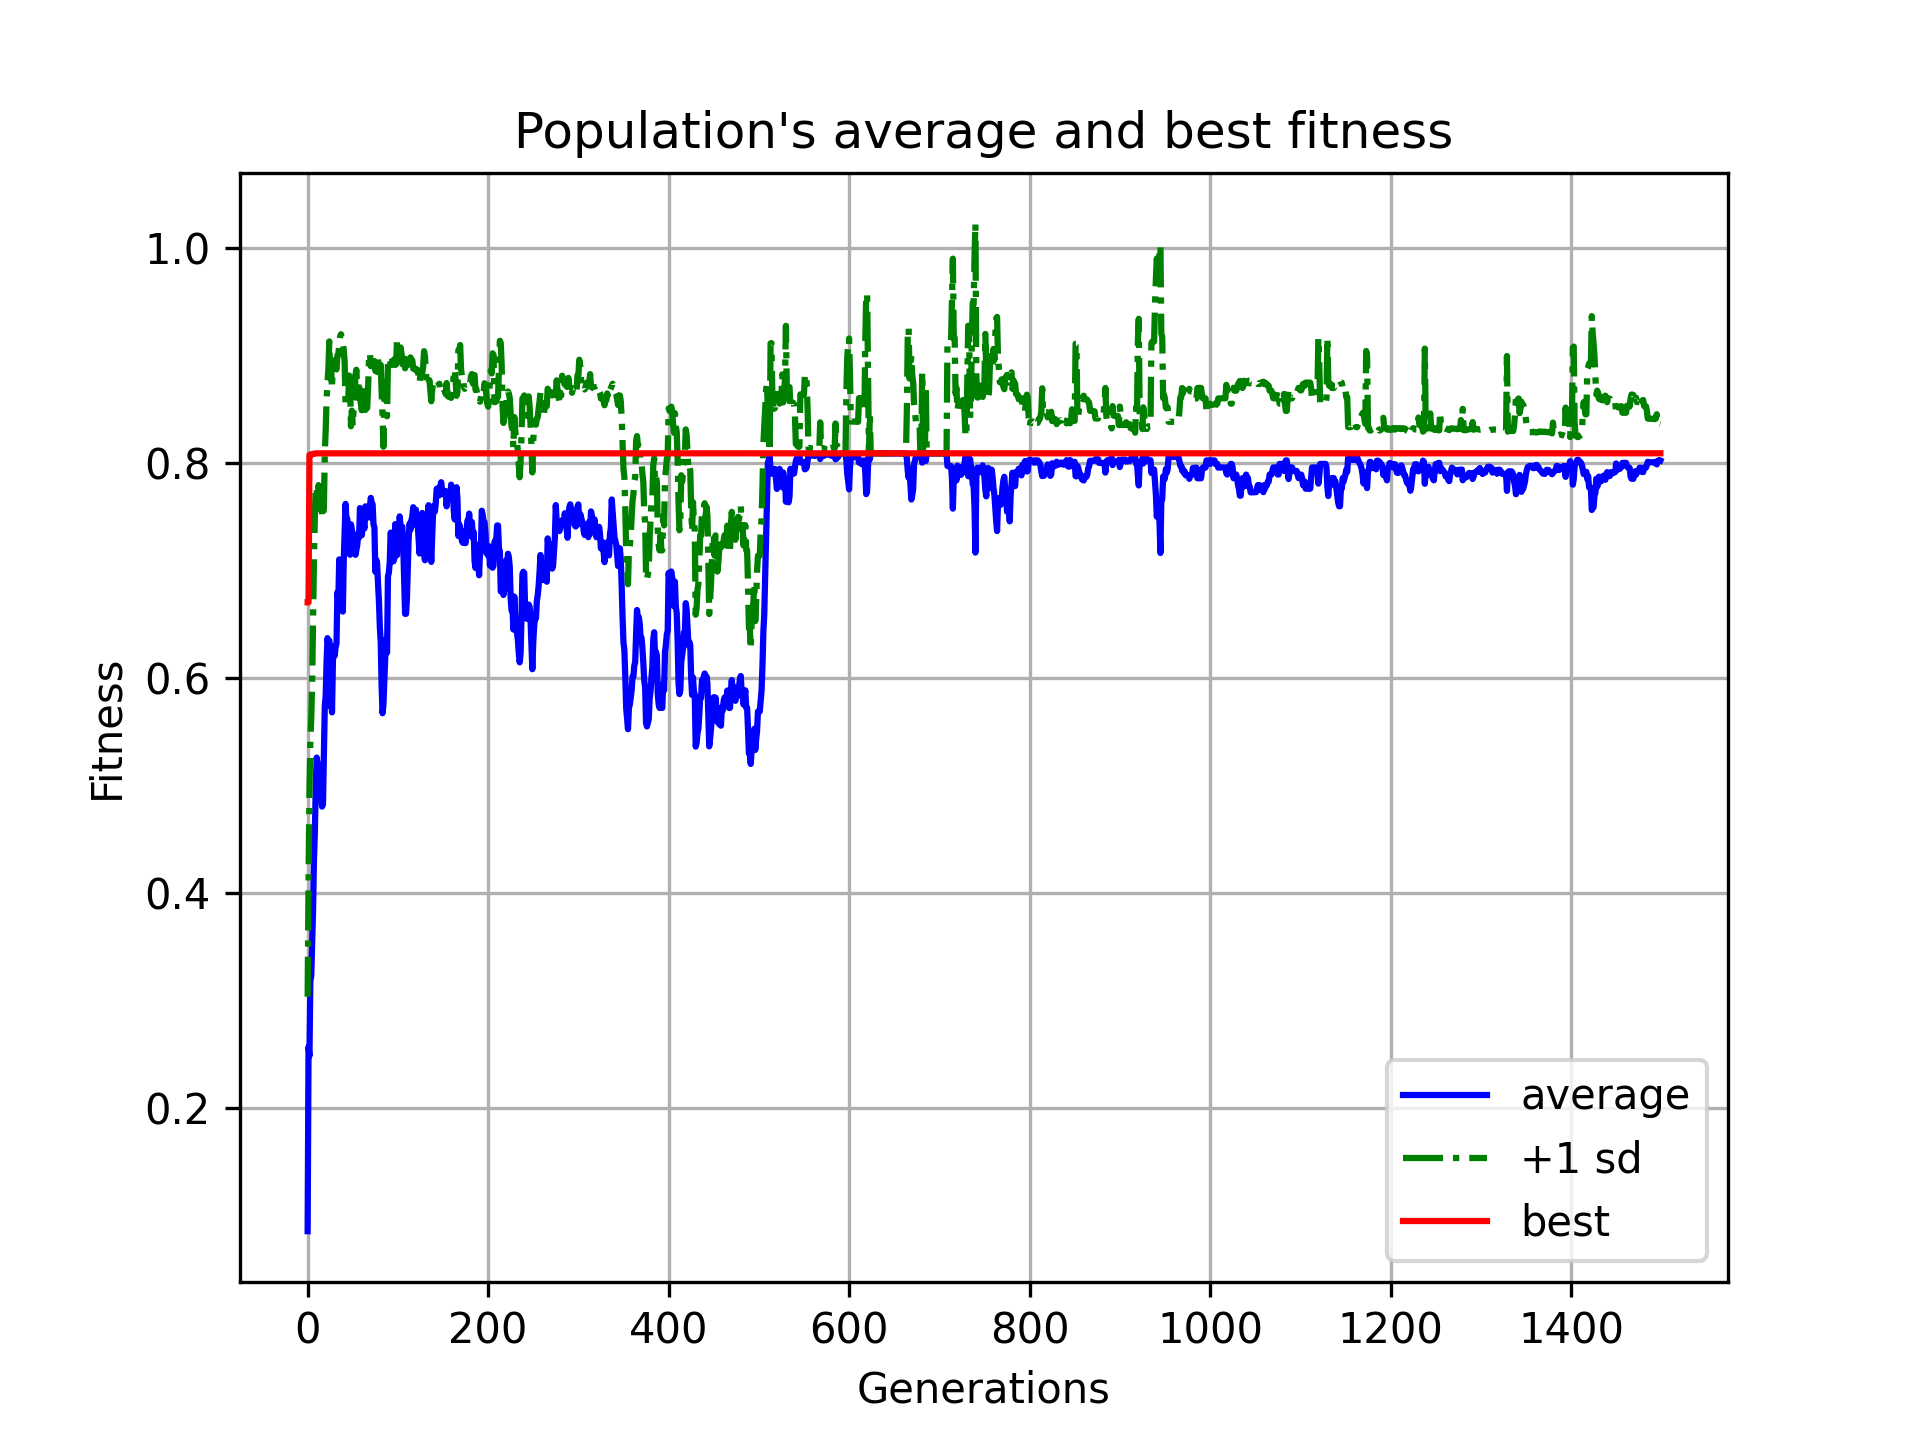 Population's average and best fitness
1.0
0.8
0.6
0.4
0.2
Fitness
average
+1 sd
best
0 200 400 600 800 1000 1200 1400
Generations